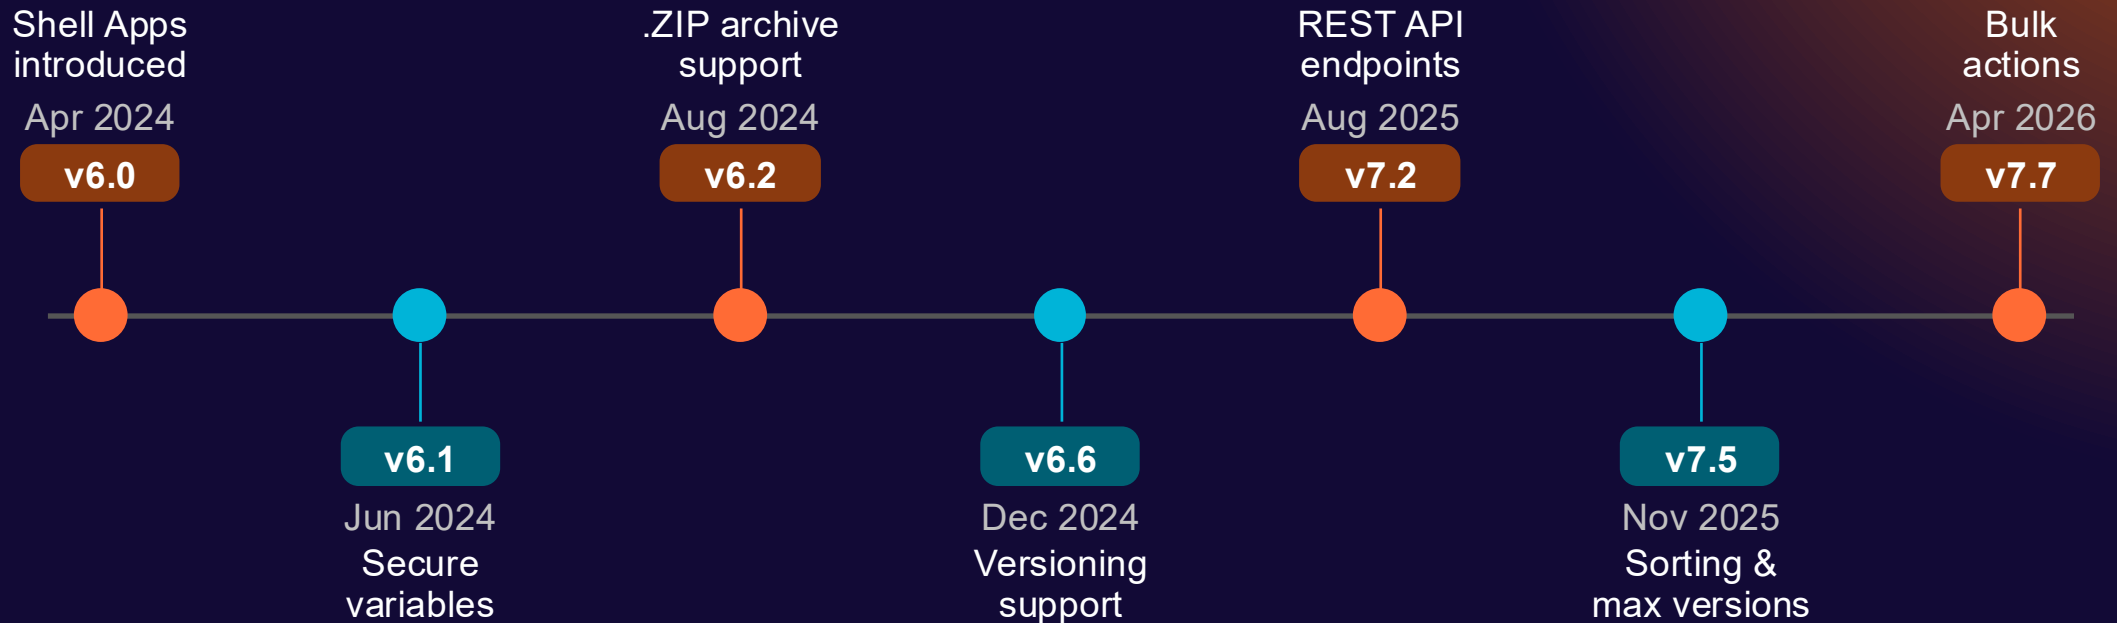 Shell Apps
introduced
Apr 2024
v6.0
v6.1
Jun 2024
Secure
variables
.ZIP archive
support
Aug 2024
v6.2
v6.6
Dec 2024
Versioning
support
REST API
endpoints
Aug 2025
v7.2
v7.5
Nov 2025
Sorting &
max versions
Bulk
actions
Apr 2026
v7.7